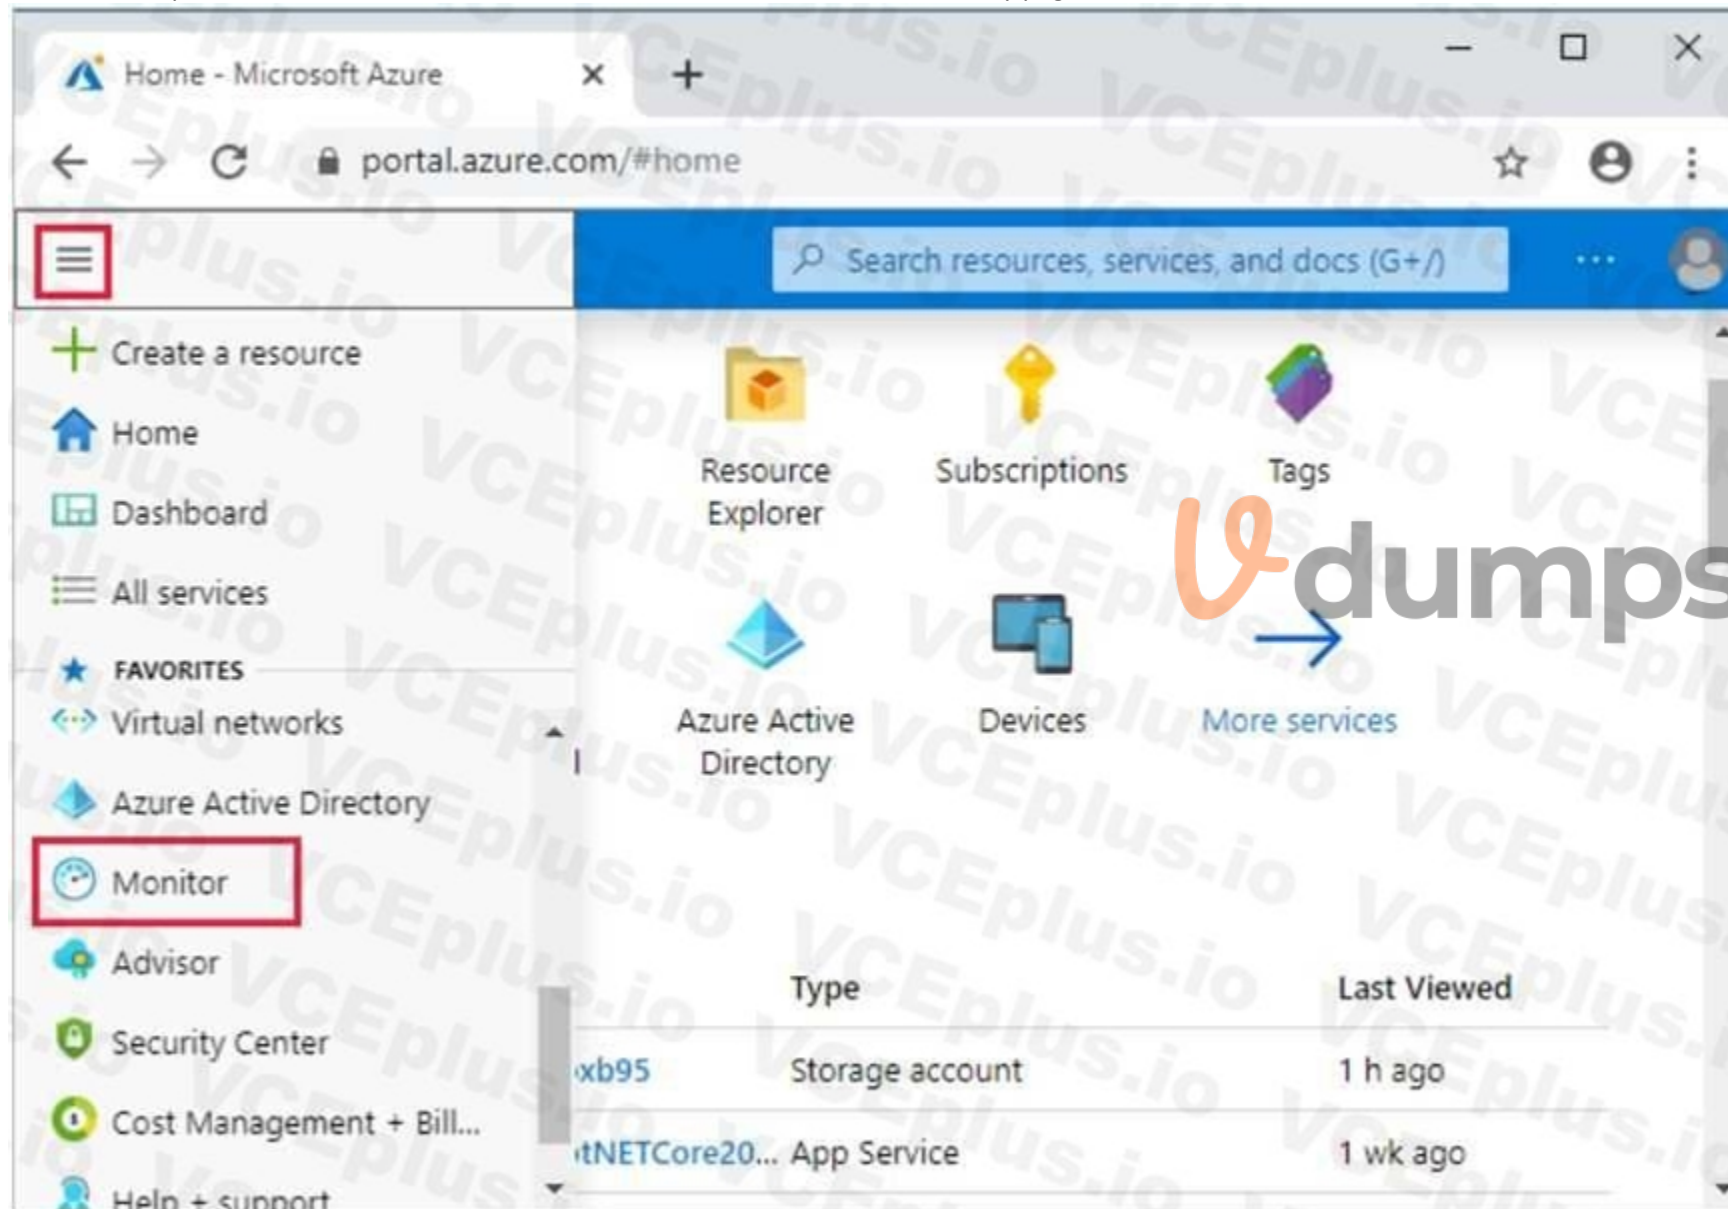 Home - Microsoft Azure
portal.azure.com/#home
Search resources, services, and docs (G+/)
Create a resource
Home
Dashboard
All services
FAVORITES
Virtual networks
Azure Active Directory
Monitor
Advisor
Security Center
Cost Management + Bill...
Help + support
Resource
Explorer
Subscriptions
Tags
Vdumps
Azure Active
Directory
Devices
More services
Type
Last Viewed
xb95
Storage account
1 h ago
tNETCore20...
App Service
1 wk ago
VCEplus.io